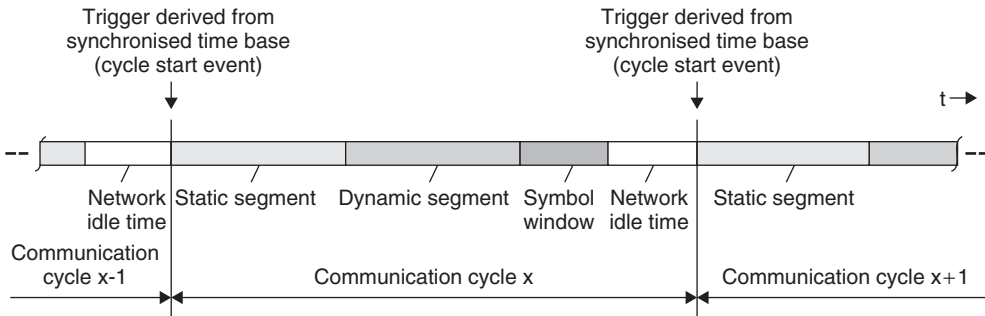 Trigger derived from
synchronised time base
(cycle start event)
Trigger derived from
synchronised time base
(cycle start event)
t
Network
idle time
Static segment
Dynamic segment
Symbol
window
Network
idle time
Static segment
Communication
cycle x-1
Communication cycle x
Communication cycle x+1